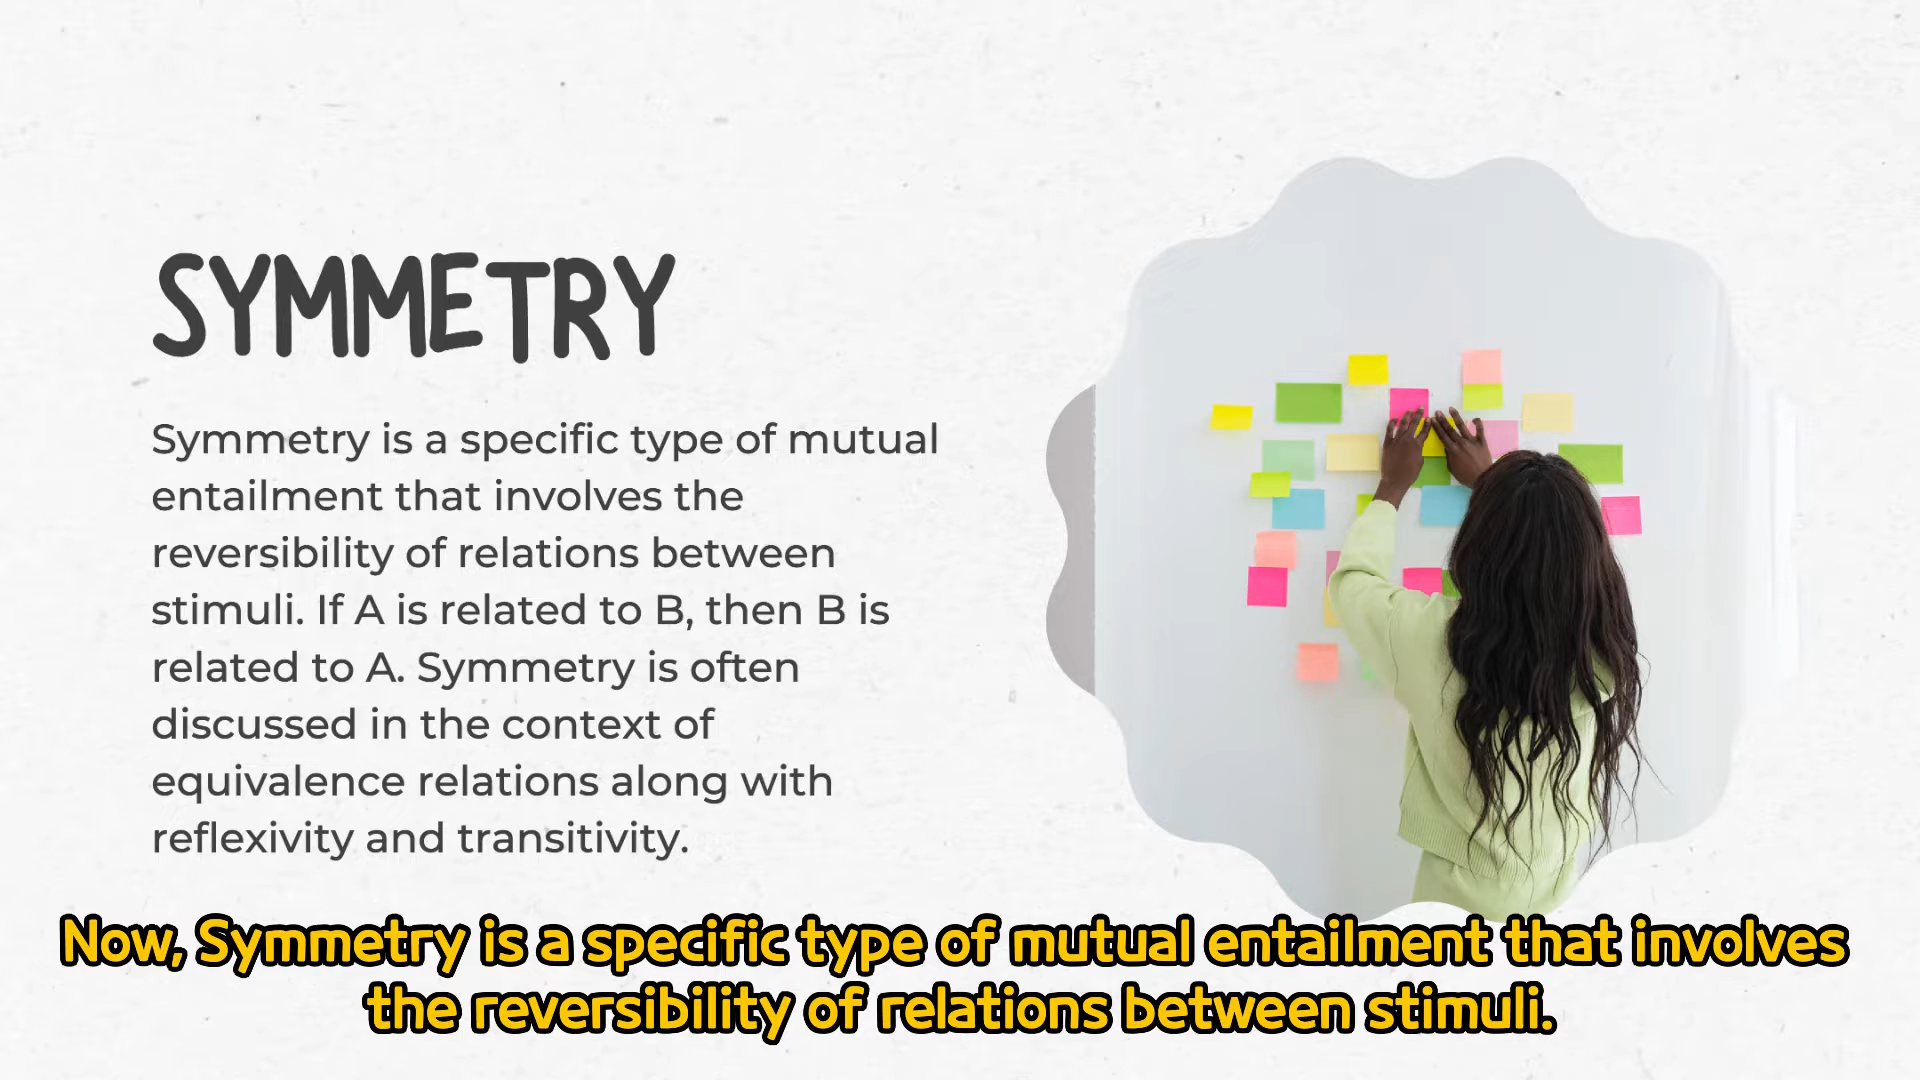 SYMMETRY
Symmetry is a specific type of mutual
entailment that involves the
reversibility of relations between
stimuli. If A is related to B, then B is
related to A. Symmetry is often
discussed in the context of
equivalence relations along with
reflexivity and transitivity.
Now, Symmetry is a specific type of mutual entailment that involves
the reversibility of relations between stimuli.